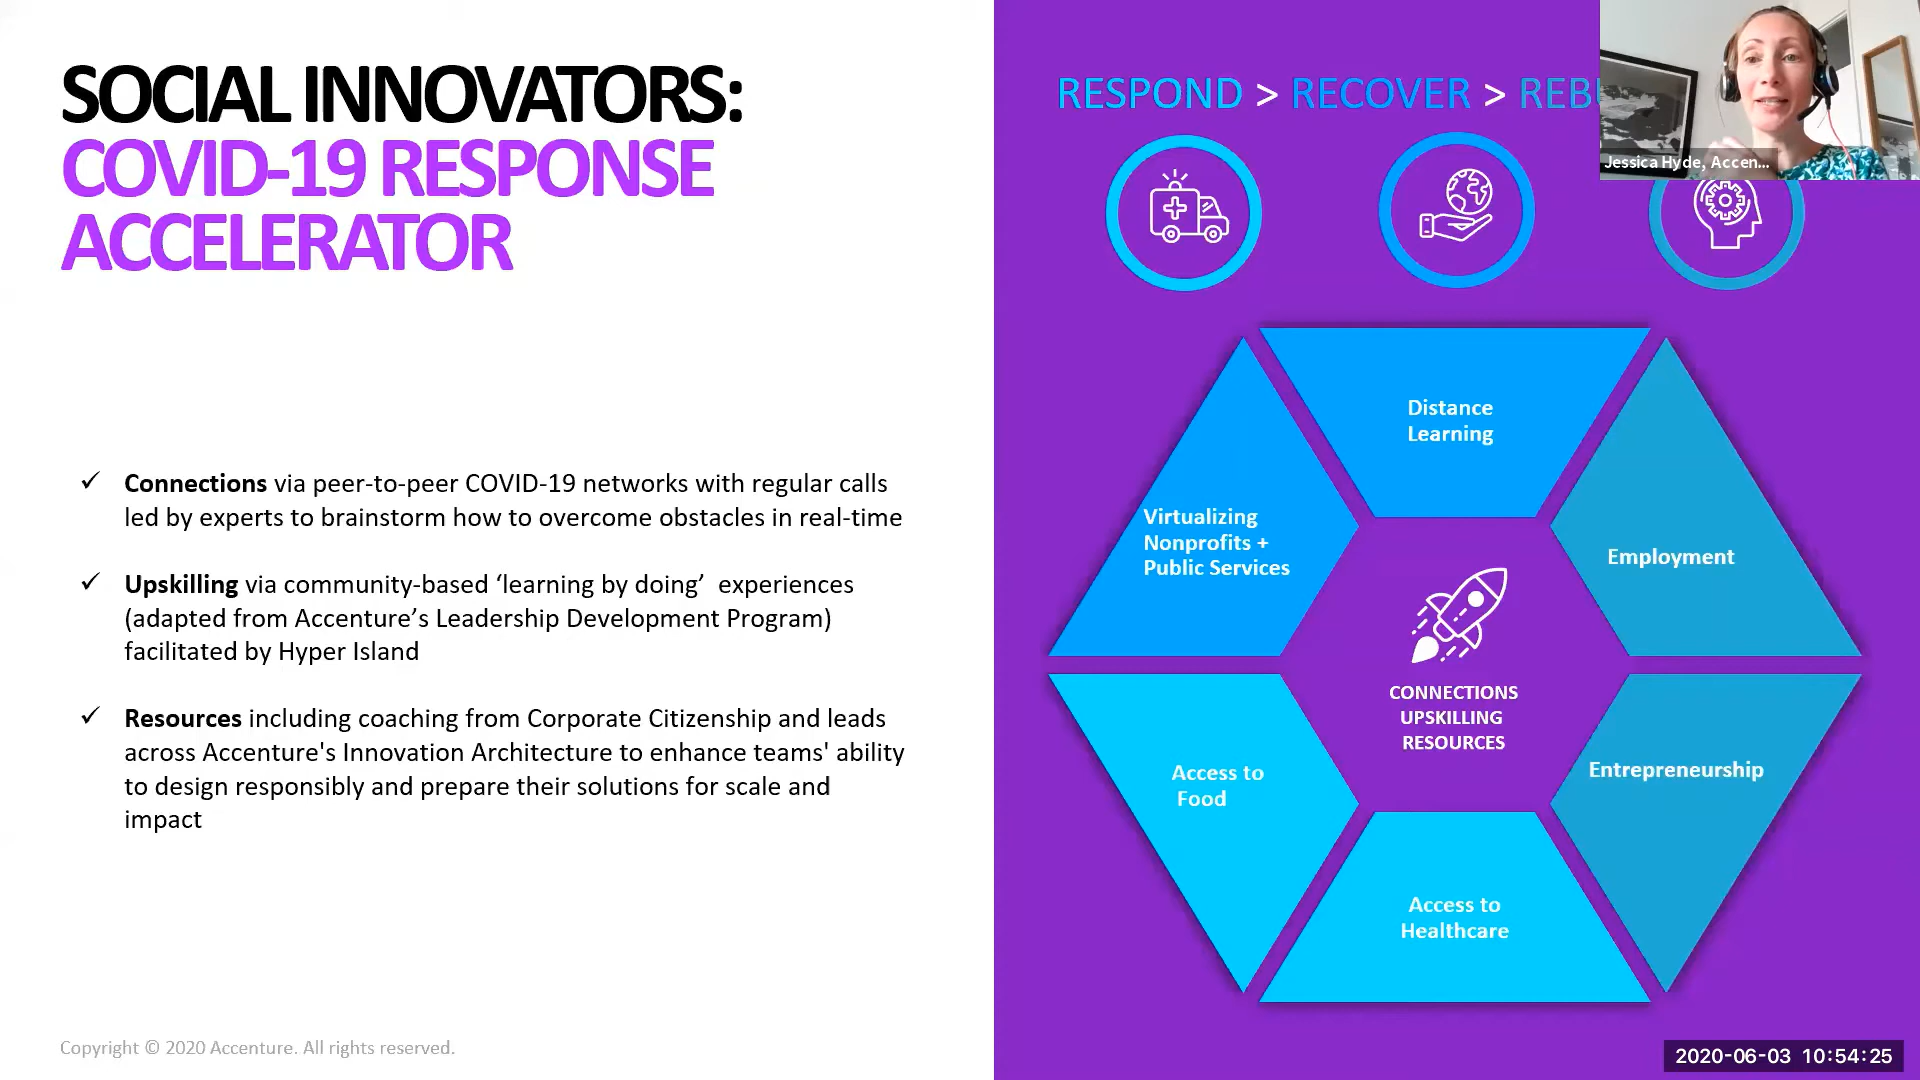 SOCIAL INNOVATORS:
COVID-19 RESPONSE
ACCELERATOR
✓ Connections via peer-to-peer COVID-19 networks with regular calls
led by experts to brainstorm how to overcome obstacles in real-time
✓ Upskilling via community-based ‘learning by doing’  experiences
(adapted from Accenture’s Leadership Development Program)
facilitated by Hyper Island
✓ Resources including coaching from Corporate Citizenship and leads
across Accenture's Innovation Architecture to enhance teams' ability
to design responsibly and prepare their solutions for scale and
impact
Copyright © 2020 Accenture. All rights reserved.
RESPOND > RECOVER > REB
Jessica Hyde, Accen...
Distance
Learning
Virtualizing
Nonprofits +
Public Services
Employment
CONNECTIONS
UPSKILLING
RESOURCES
Access to
Food
Entrepreneurship
Access to
Healthcare
2020-06-03 10:54:25